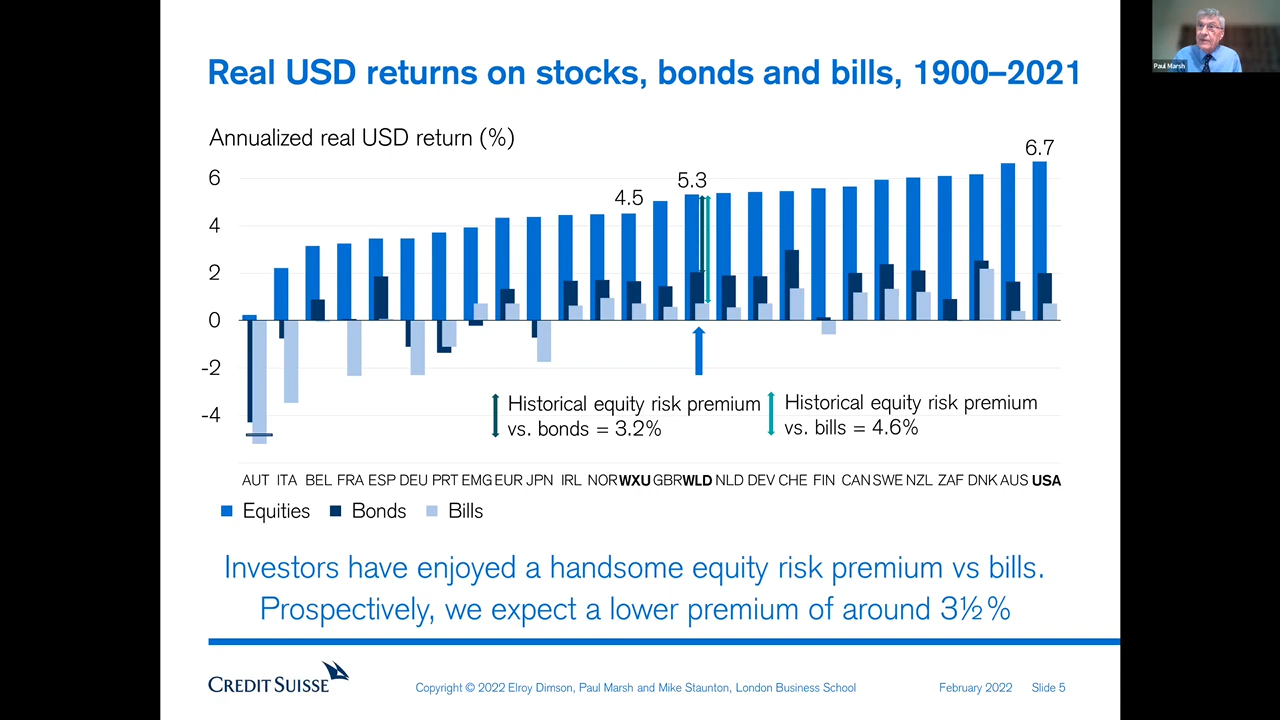 Real USD returns on stocks, bonds and bills, 1900–2021
Paul Marsh
Annualized real USD return (%)
6.7
6
5.3
4.5
4
2
0
-2
-4
Historical equity risk premium
vs. bonds = 3.2%
Historical equity risk premium
vs. bills = 4.6%
AUT ITA BEL FRA ESP DEU PRT EMG EUR JPN IRL NOR WXU GBR WLD NLD DEV CHE FIN CAN SWE NZL ZAF DNK AUS USA
Equities Bonds Bills
Investors have enjoyed a handsome equity risk premium vs bills.
Prospectively, we expect a lower premium of around 3½%
CREDIT SUISSE
Copyright © 2022 Elroy Dimson, Paul Marsh and Mike Staunton, London Business School
February 2022 Slide 5